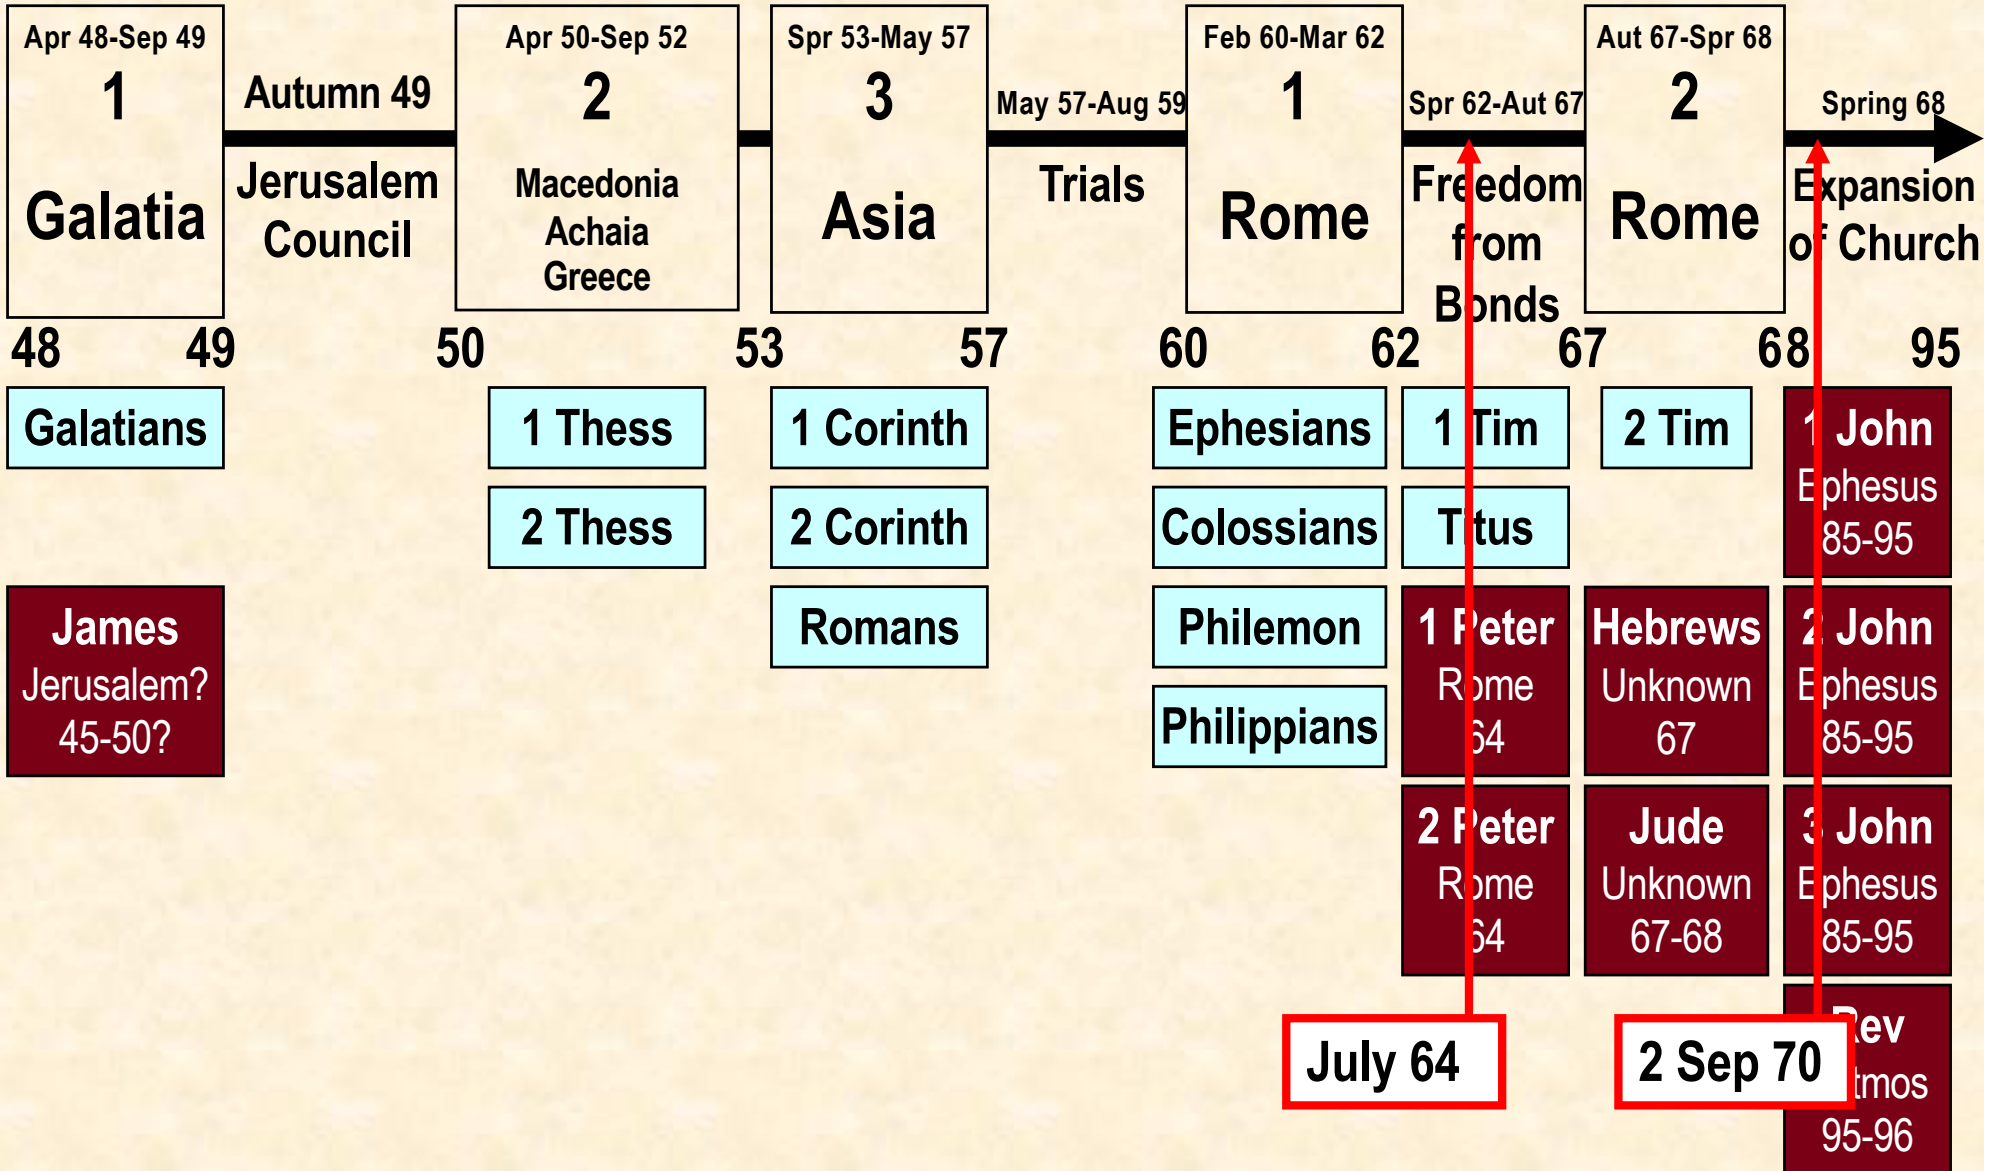 Apr 48-Sep 49
1
Galatia
Autumn 49
Jerusalem
Council
Apr 50-Sep 52
2
Macedonia
Achaia
Greece
Spr 53-May 57
3
Asia
May 57-Aug 59
Trials
Feb 60-Mar 62
1
Rome
Spr 62-Aut 67
Freedom
from
Bonds
Aut 67-Spr 68
2
Rome
Spring 68
Expansion
of Church
48 49 50 53 57 60 62 67 68 95
Galatians
James
Jerusalem?
45-50?
1 Thess
2 Thess
1 Corinth
2 Corinth
Romans
Ephesians
Colossians
Philemon
Philippians
1 Tim
Titus
1 Peter
Rome
64
2 Peter
Rome
64
2 Tim
Hebrews
Unknown
67
Jude
Unknown
67-68
1 John
Ephesus
85-95
2 John
Ephesus
85-95
3 John
Ephesus
85-95
Rev
95-96
July 64
2 Sep 70